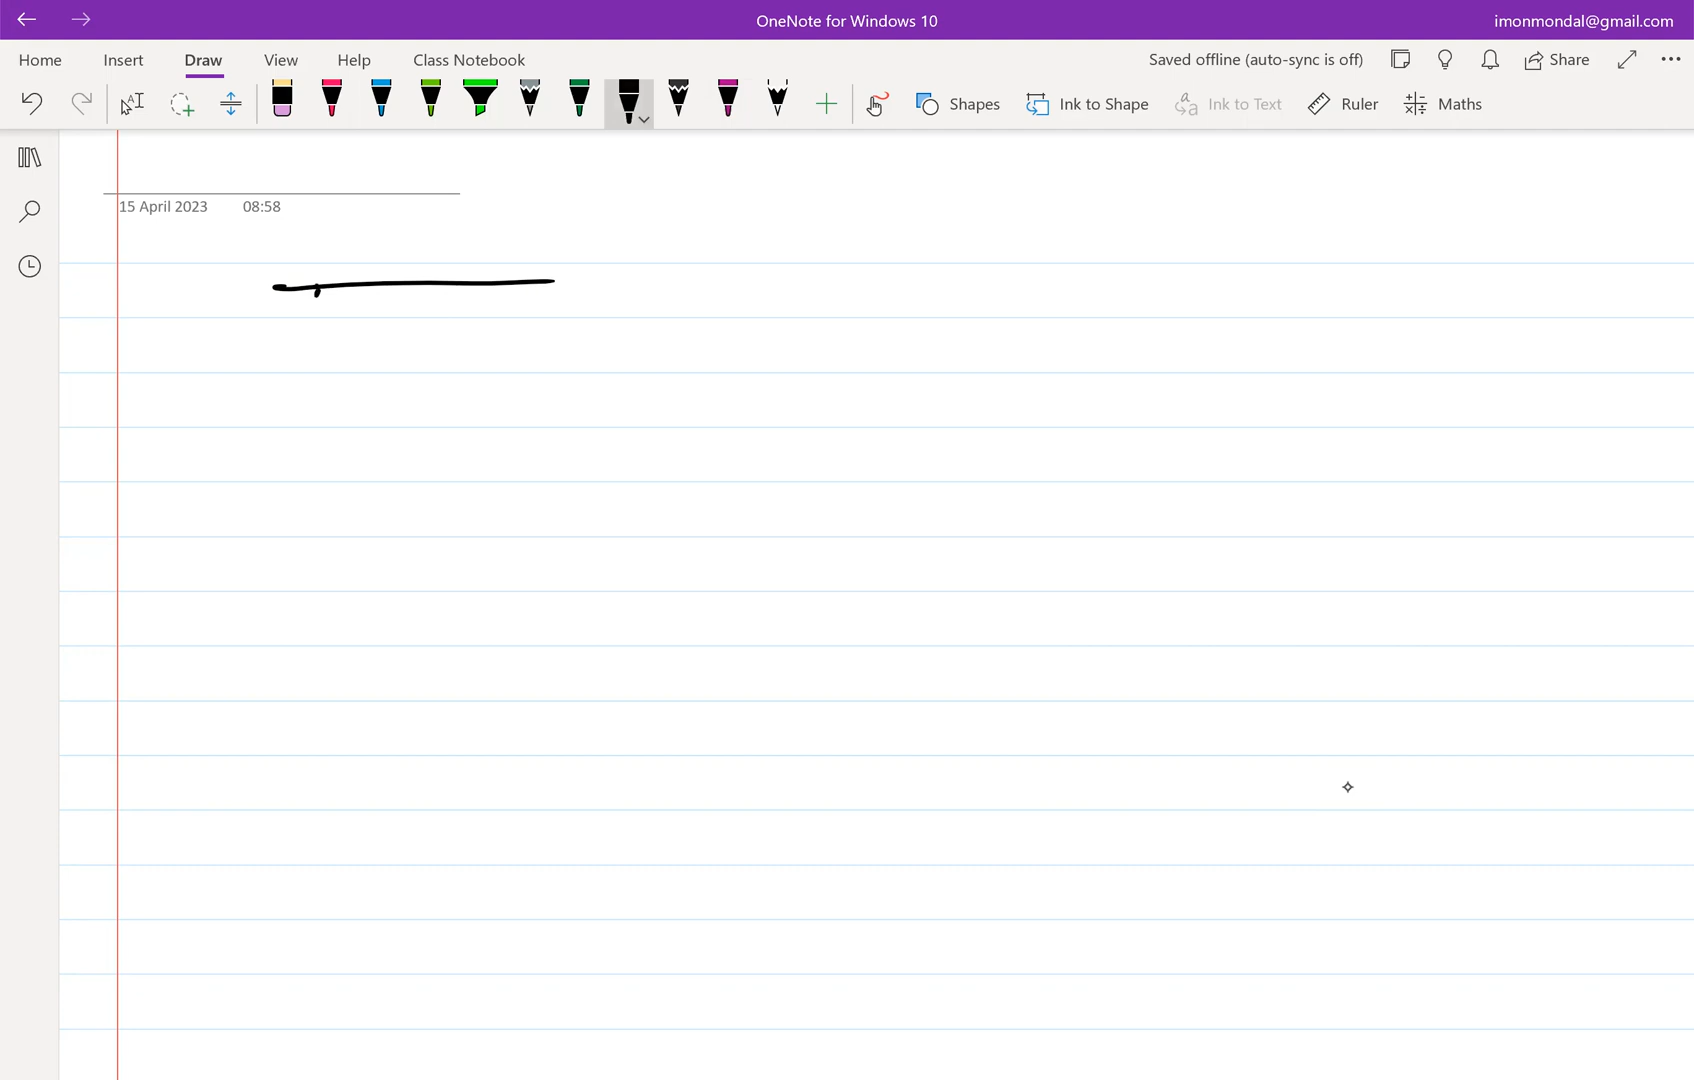 OneNote for Windows 10
imonmondal@gmail.com
Home Insert Draw View Help Class Notebook
Saved offline (auto-sync is off) Share
Shapes Ink to Shape Ink to Text Ruler Maths
15 April 2023 08:58